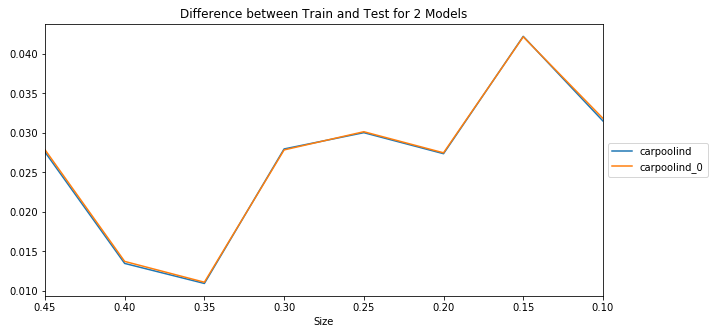 Difference between Train and Test for 2 Models
0.040
0.035
0.030
0.025
0.020
0.015
0.010
0.45 0.40 0.35 0.30 0.25 0.20 0.15 0.10
Size
carpoolind
carpoolind_0